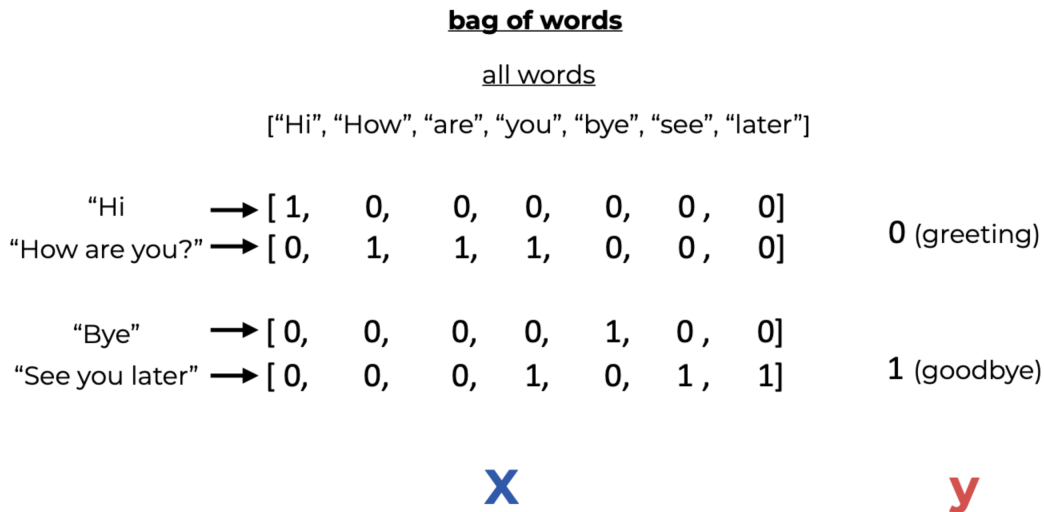 bag of words
all words
[“Hi”, “How”, “are”, “you”, “bye”, “see”, “later”]
“Hi [ 1, 0, 0, 0, 0, 0 , 0]
“How are you?” [ 0, 1, 1, 1, 0, 0 , 0]
0 (greeting)
“Bye” [ 0, 0, 0, 0, 1, 0 , 0]
“See you later” [ 0, 0, 0, 1, 0, 1 , 1]
1 (goodbye)
X y